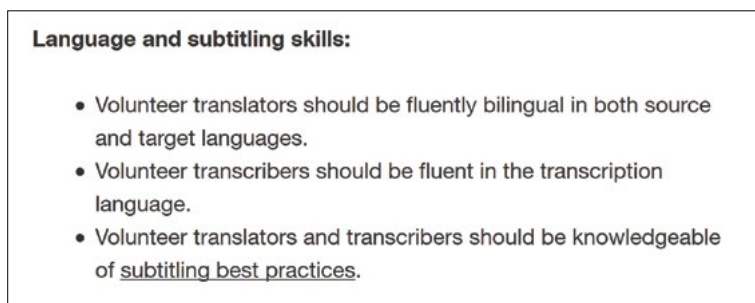 Language and subtitling skills:
• Volunteer translators should be fluently bilingual in both source
and target languages.
• Volunteer transcribers should be fluent in the transcription
language.
• Volunteer translators and transcribers should be knowledgeable
of subtitling best practices.